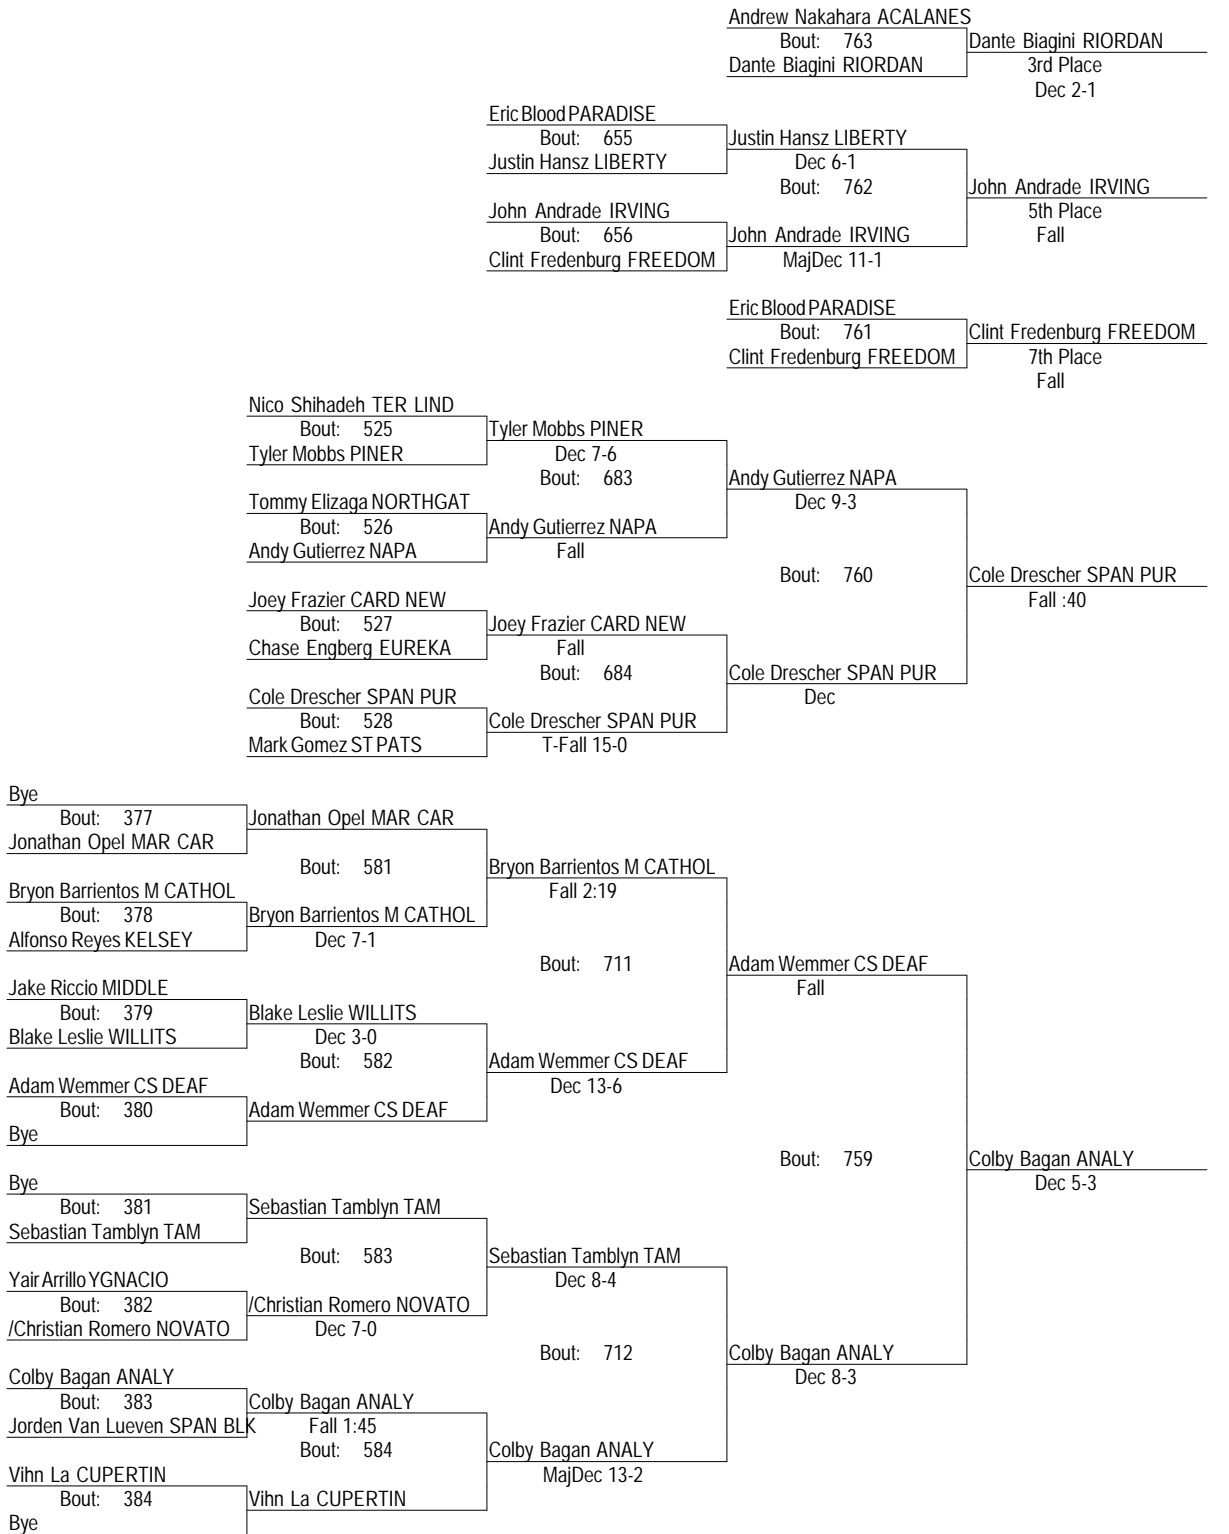 Andrew Nakahara ACALANES
Bout: 763
Dante Biagini RIORDAN
Dante Biagini RIORDAN
3rd Place
Dec 2-1
Eric Blood PARADISE
Bout: 655
Justin Hansz LIBERTY
Justin Hansz LIBERTY
Dec 6-1
Bout: 762
John Andrade IRVING
5th Place
Fall
John Andrade IRVING
Bout: 656
Clint Fredenburg FREEDOM
John Andrade IRVING
MajDec 11-1
Eric Blood PARADISE
Bout: 761
Clint Fredenburg FREEDOM
Clint Fredenburg FREEDOM
7th Place
Fall
Nico Shihadeh TER LIND
Bout: 525
Tyler Mobbs PINER
Tyler Mobbs PINER
Dec 7-6
Bout: 683
Andy Gutierrez NAPA
Dec 9-3
Tommy Elizaga NORTHGAT
Bout: 526
Andy Gutierrez NAPA
Andy Gutierrez NAPA
Fall
Bout: 760
Cole Drescher SPAN PUR
Fall :40
Joey Frazier CARD NEW
Bout: 527
Chase Engberg EUREKA
Joey Frazier CARD NEW
Fall
Bout: 684
Cole Drescher SPAN PUR
Dec
Cole Drescher SPAN PUR
Bout: 528
Mark Gomez ST PATS
Cole Drescher SPAN PUR
T-Fall 15-0
Bye
Bout: 377
Jonathan Opel MAR CAR
Jonathan Opel MAR CAR
Bout: 581
Bryon Barrientos M CATHOL
Fall 2:19
Bryon Barrientos M CATHOL
Bout: 378
Alfonso Reyes KELSEY
Bryon Barrientos M CATHOL
Dec 7-1
Bout: 711
Adam Wemmer CS DEAF
Fall
Jake Riccio MIDDLE
Bout: 379
Blake Leslie WILLITS
Blake Leslie WILLITS
Dec 3-0
Bout: 582
Adam Wemmer CS DEAF
Dec 13-6
Adam Wemmer CS DEAF
Bout: 380
Bye
Adam Wemmer CS DEAF
Bout: 759
Colby Bagan ANALY
Dec 5-3
Bye
Bout: 381
Sebastian Tamblyn TAM
Sebastian Tamblyn TAM
Bout: 583
Sebastian Tamblyn TAM
Dec 8-4
Yair Arrillo YGNACIO
Bout: 382
/Christian Romero NOVATO
/Christian Romero NOVATO
Dec 7-0
Bout: 712
Colby Bagan ANALY
Dec 8-3
Colby Bagan ANALY
Bout: 383
Jorden Van Lueven SPAN BLK
Colby Bagan ANALY
Fall 1:45
Bout: 584
Colby Bagan ANALY
MajDec 13-2
Vihn La CUPERTIN
Bout: 384
Bye
Vihn La CUPERTIN